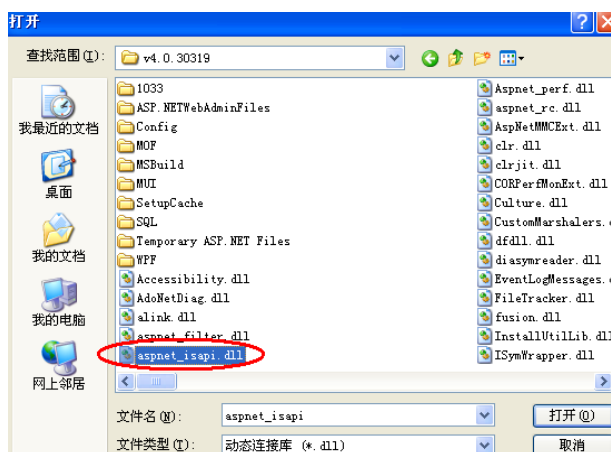 打开
查找范围(I):
v4.0.30319
我最近的文档
桌面
我的文档
我的电脑
网上邻居
1033
ASP.NETWebAdminFiles
Config
MOF
MSBuild
MUI
SetupCache
SQL
Temporary ASP.NET Files
WPF
Accessibility.dll
AdoNetDiag.dll
alink.dll
aspnet_filter.dll
aspnet_isapi.dll
Aspnet_perf.dll
aspnet_rc.dll
AspNetMMCExt.dll
clr.dll
clrjit.dll
CORPerfMonExt.dll
Culture.dll
CustomMarshalers.
dfdll.dll
diasymreader.dll
EventLogMessages.
FileTracker.dll
fusion.dll
InstallUtilLib.dll
ISymWrapper.dll
文件名(N):
aspnet_isapi
打开(O)
文件类型(T):
动态连接库 (*.dll)
取消